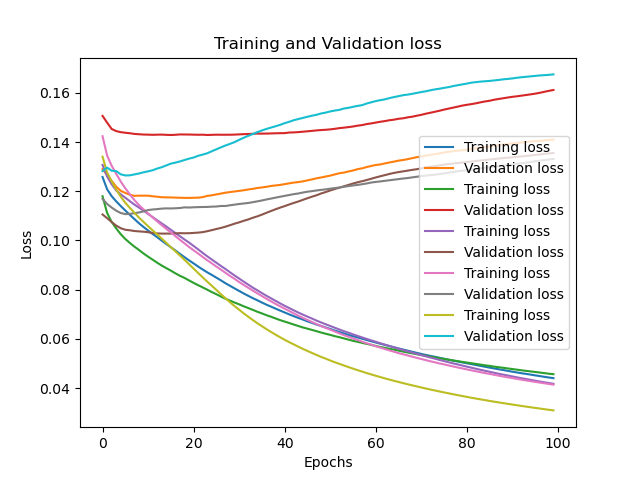 Training and Validation loss
Loss
0.16
0.14
0.12
0.10
0.08
0.06
0.04
Training loss
Validation loss
Training loss
Validation loss
Training loss
Validation loss
Training loss
Validation loss
Training loss
Validation loss
0 20 40 60 80 100
Epochs